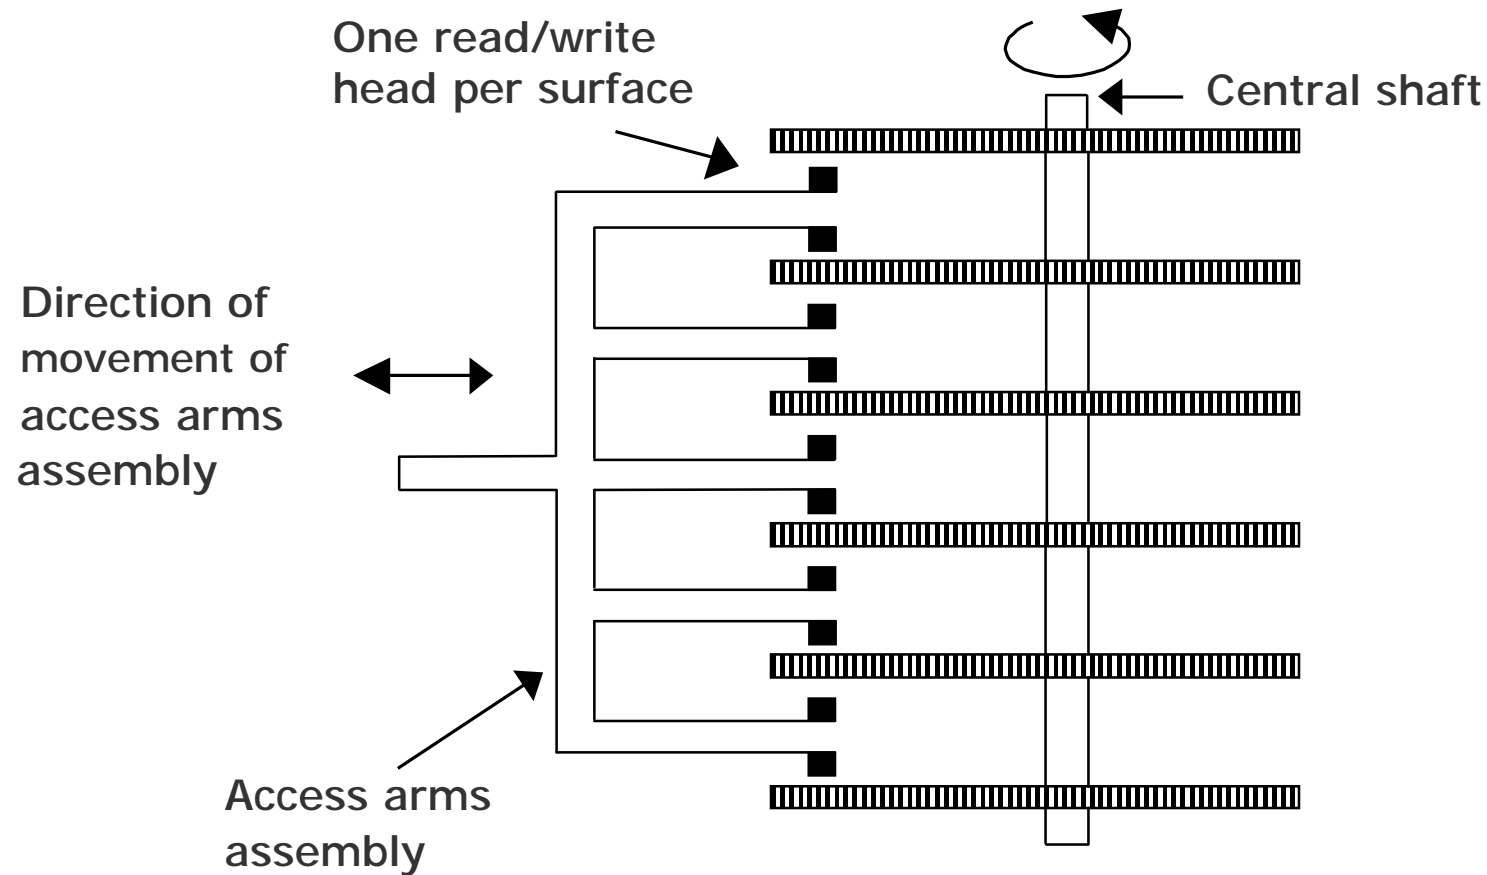 One read/write
head per surface
Central shaft
Direction of
movement of
access arms
assembly
Access arms
assembly